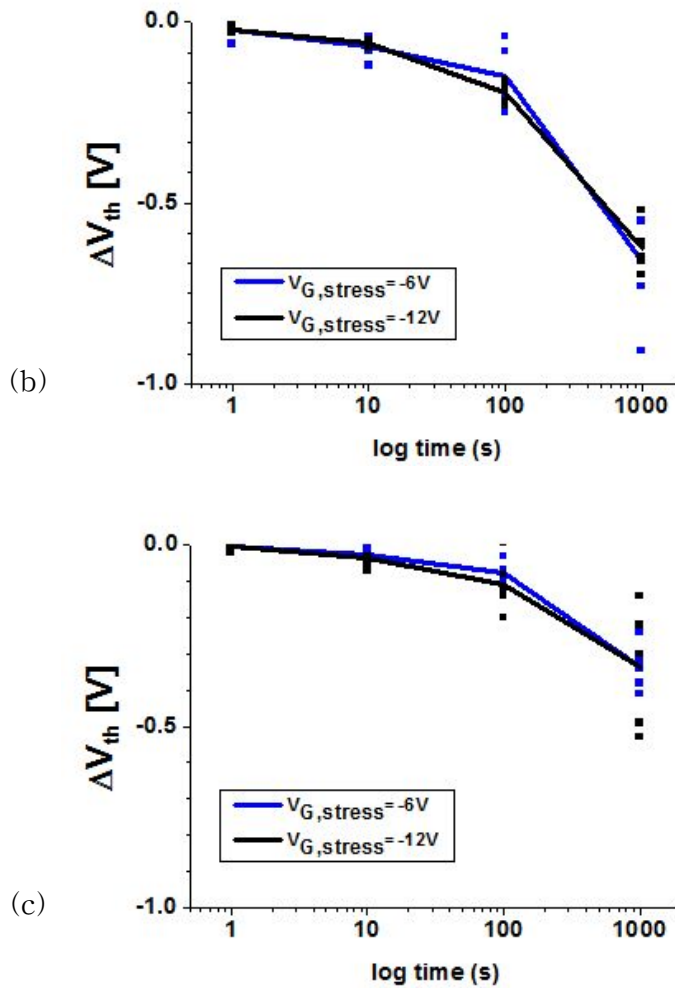 0.0
-0.5
-1.0
ΔVth [V]
VG,stress= -6V
VG,stress= -12V
1 10 100 1000
log time (s)
(b)
0.0
-0.5
-1.0
ΔVth [V]
VG,stress= -6V
VG,stress= -12V
1 10 100 1000
log time (s)
(c)